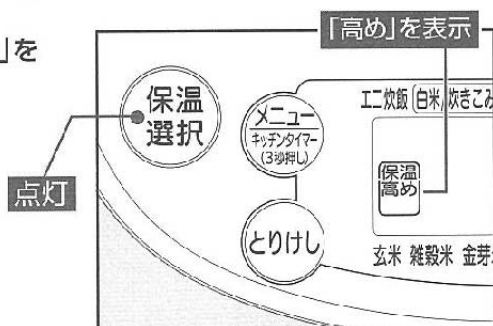 」を
「高め」を表示
保温
選択
点灯
メニュー
キッチンタイマー
(3秒押し)
とりけし
エコ炊飯(白米/炊きこみ
保温
高め
玄米 雑穀米 金芽